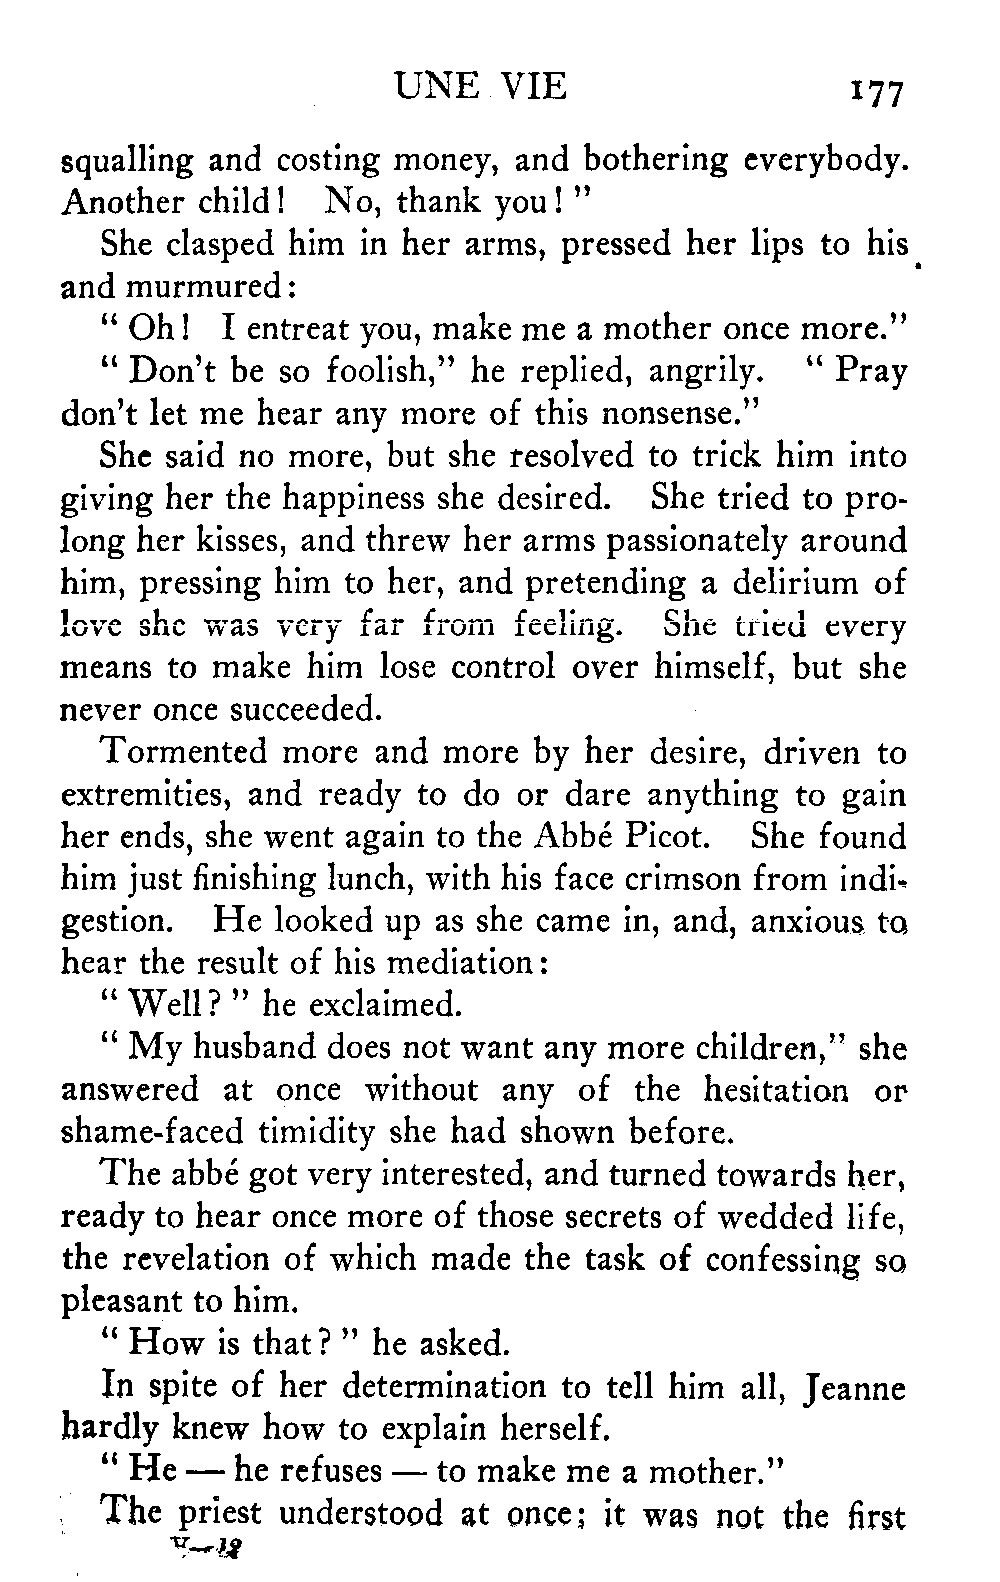 UNE VIE 177
squalling and costing money, and bothering everybody.
Another child! No, thank you! "
She clasped him in her arms, pressed her lips to his
and murmured:
" Oh! I entreat you, make me a mother once more."
" Don't be so foolish," he replied, angrily. " Pray
don't let me hear any more of this nonsense."
She said no more, but she resolved to trick him into
giving her the happiness she desired. She tried to pro-
long her kisses, and threw her arms passionately around
him, pressing him to her, and pretending a delirium of
love she was very far from feeling. She tried every
means to make him lose control over himself, but she
never once succeeded.
Tormented more and more by her desire, driven to
extremities, and ready to do or dare anything to gain
her ends, she went again to the Abbé Picot. She found
him just finishing lunch, with his face crimson from indi-
gestion. He looked up as she came in, and, anxious to
hear the result of his mediation:
" Well? " he exclaimed.
" My husband does not want any more children," she
answered at once without any of the hesitation or
shame-faced timidity she had shown before.
The abbé got very interested, and turned towards her,
ready to hear once more of those secrets of wedded life,
the revelation of which made the task of confessing so
pleasant to him.
" How is that? " he asked.
In spite of her determination to tell him all, Jeanne
hardly knew how to explain herself.
" He — he refuses — to make me a mother."
The priest understood at once; it was not the first
V—12